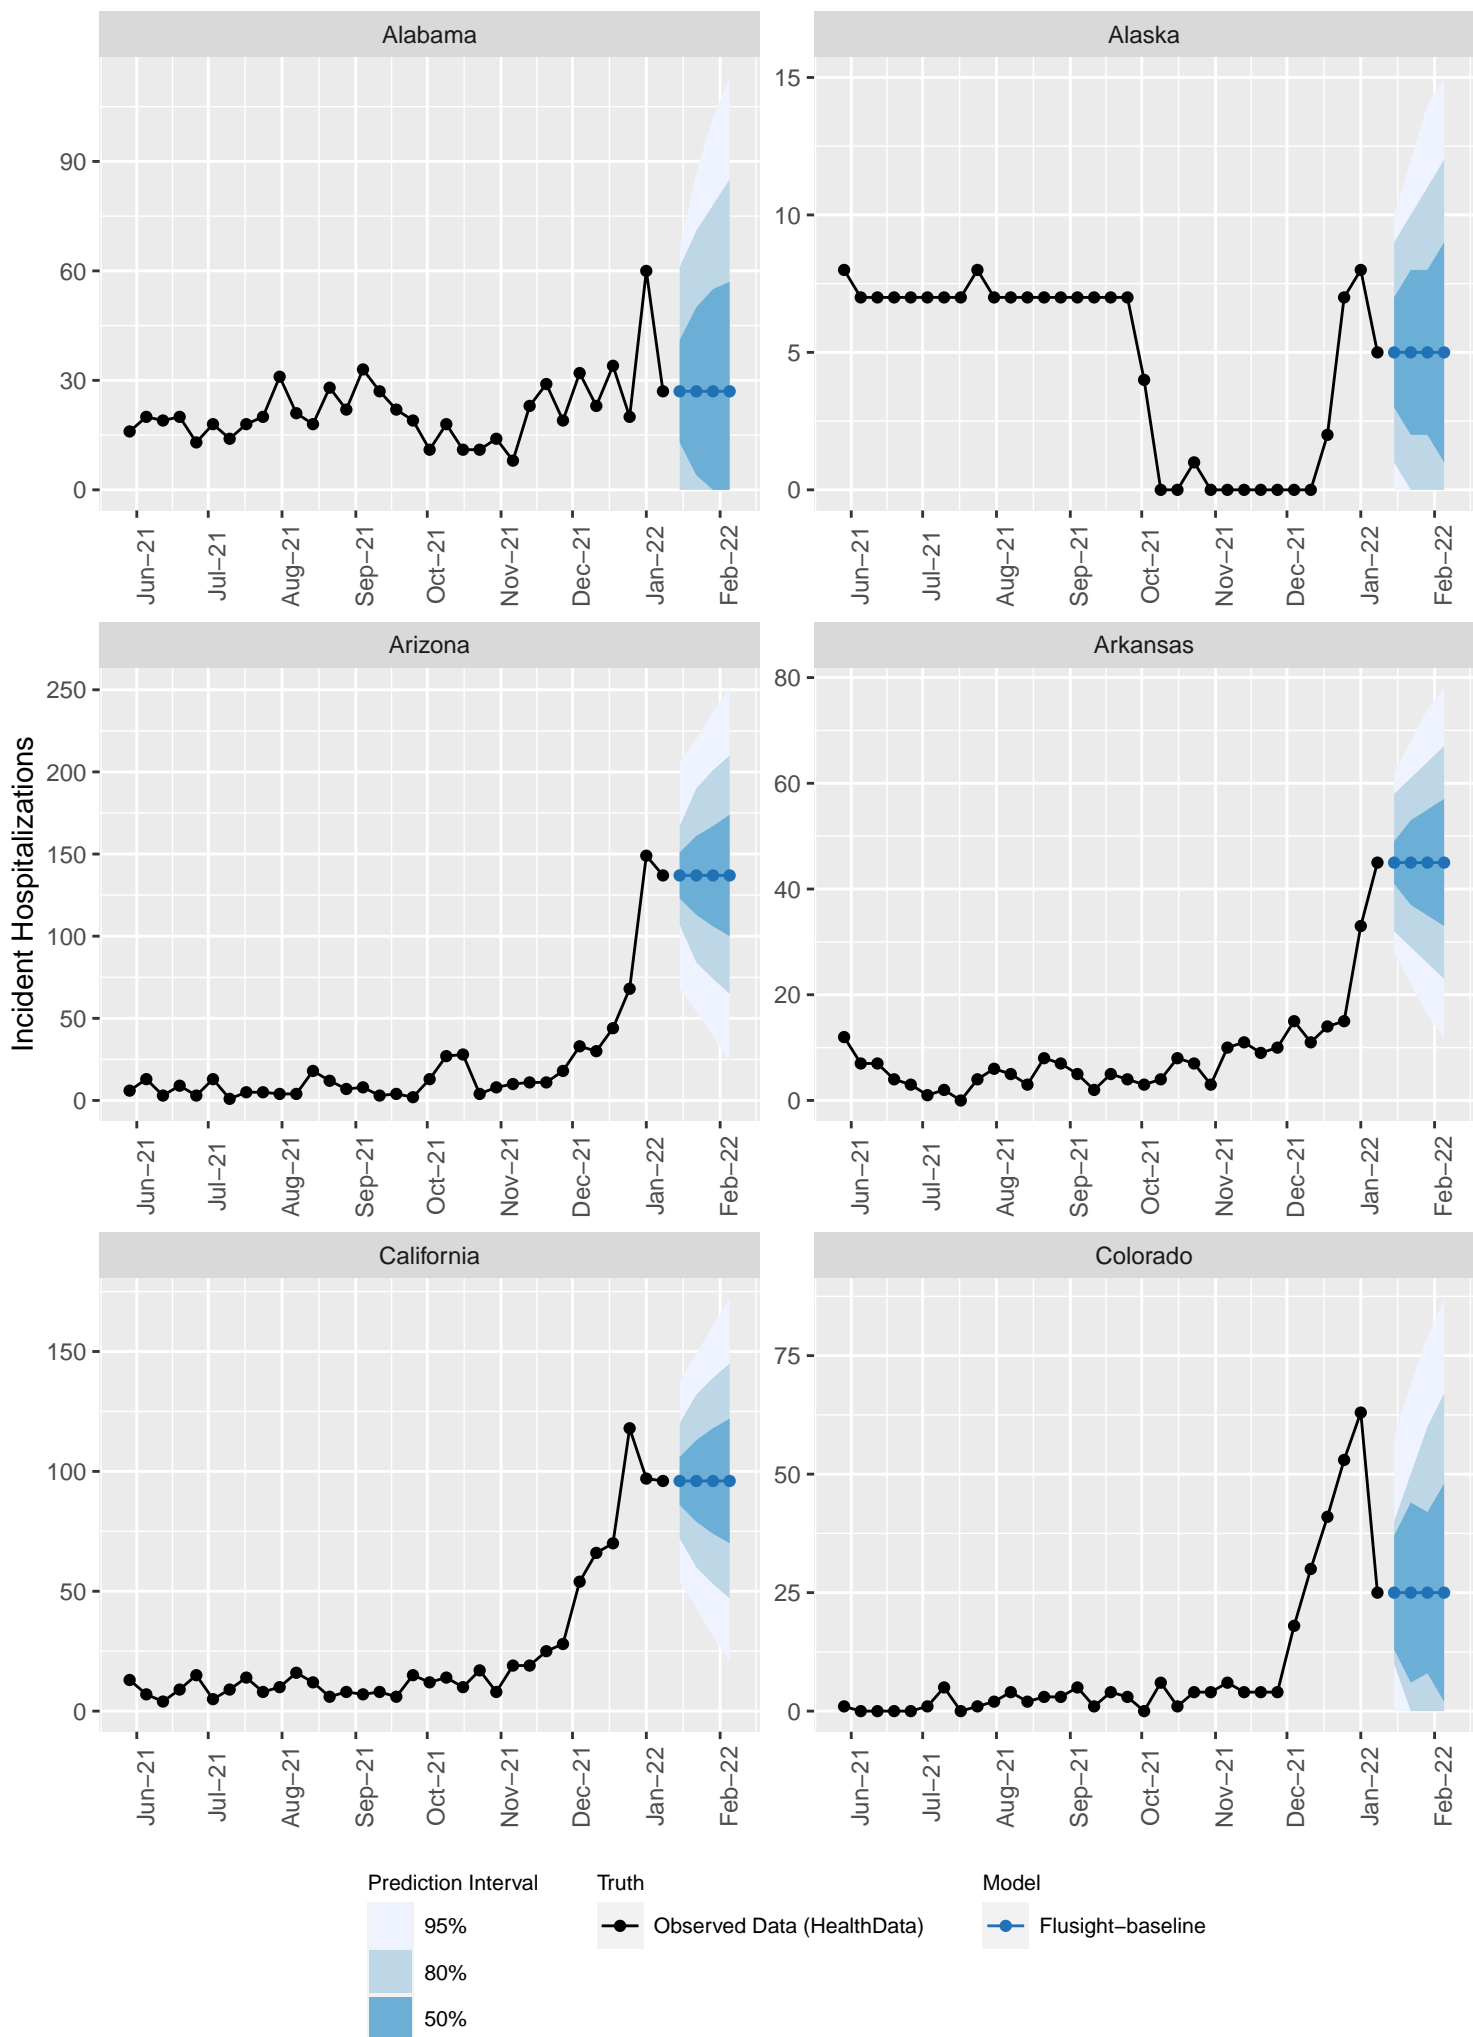 Alabama
Alaska
90
60
30
0
15
10
5
0
Jun−21
Jul−21
Aug−21
Sep−21
Oct−21
Nov−21
Dec−21
Jan−22
Feb−22
Jun−21
Jul−21
Aug−21
Sep−21
Oct−21
Nov−21
Dec−21
Jan−22
Feb−22
Incident Hospitalizations
Arizona
Arkansas
250
200
150
100
50
0
80
60
40
20
0
Jun−21
Jul−21
Aug−21
Sep−21
Oct−21
Nov−21
Dec−21
Jan−22
Feb−22
Jun−21
Jul−21
Aug−21
Sep−21
Oct−21
Nov−21
Dec−21
Jan−22
Feb−22
California
Colorado
150
100
50
0
75
50
25
0
Jun−21
Jul−21
Aug−21
Sep−21
Oct−21
Nov−21
Dec−21
Jan−22
Feb−22
Jun−21
Jul−21
Aug−21
Sep−21
Oct−21
Nov−21
Dec−21
Jan−22
Feb−22
Prediction Interval
95%
80%
50%
Truth
Observed Data (HealthData)
Model
Flusight−baseline